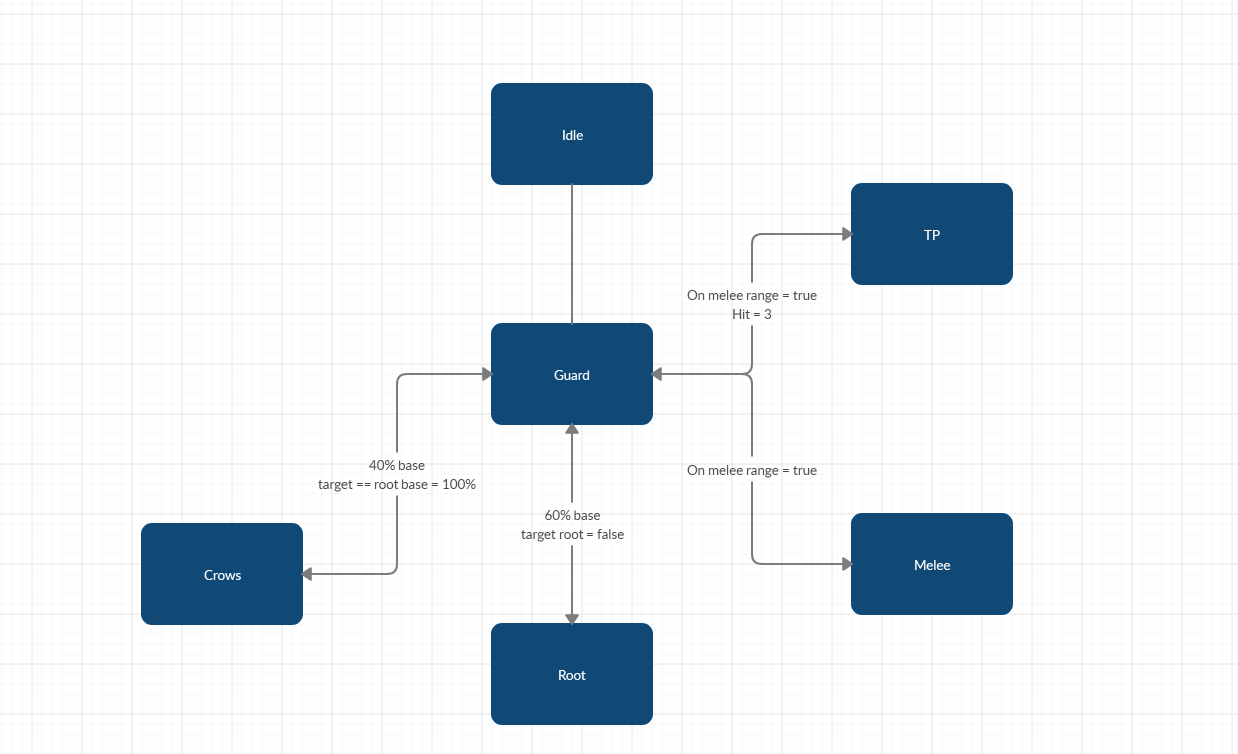 Idle
TP
On melee range = true
Hit = 3
Guard
40% base
target == root base = 100%
On melee range = true
60% base
target root = false
Crows
Melee
Root